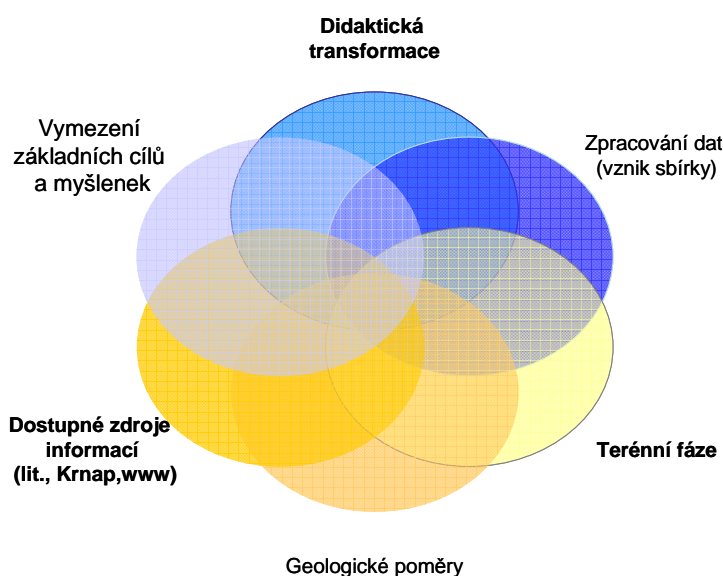 Didaktická
transformace
Vymezení
základních cílů
a myšlenek
Zpracování dat
(vznik sbírky)
Dostupné zdroje
informací
(lit., Krnap,www)
Terénní fáze
Geologické poměry